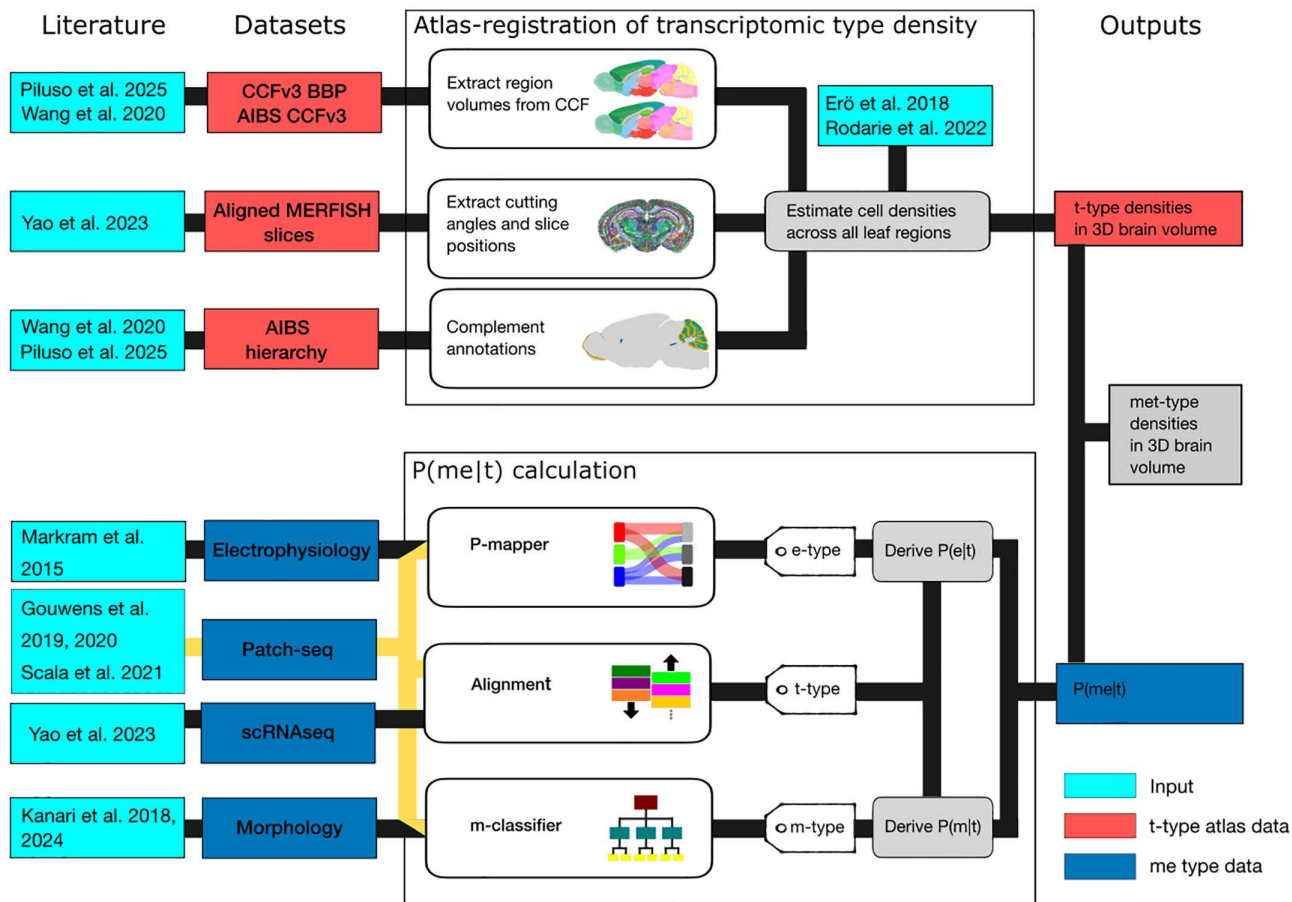 Literature
Datasets
Atlas-registration of transcriptomic type density
Outputs
Piluso et al. 2025
Wang et al. 2020
CCFv3 BBP
AIBS CCFv3
Extract region
volumes from CCF
Erö et al. 2018
Rodarie et al. 2022
Yao et al. 2023
Aligned MERFISH
slices
Extract cutting
angles and slice
positions
Estimate cell densities
across all leaf regions
t-type densities
in 3D brain volume
Wang et al. 2020
Piluso et al. 2025
AIBS
hierarchy
Complement
annotations
met-type
densities
in 3D brain
volume
P(me|t) calculation
Markram et al.
2015
Electrophysiology
P-mapper
e-type
Derive P(e|t)
Gouwens et al.
2019, 2020
Scala et al. 2021
Patch-seq
Alignment
t-type
P(me|t)
Yao et al. 2023
scRNAseq
Kanari et al. 2018,
2024
Morphology
m-classifier
m-type
Derive P(m|t)
Input
t-type atlas data
me type data